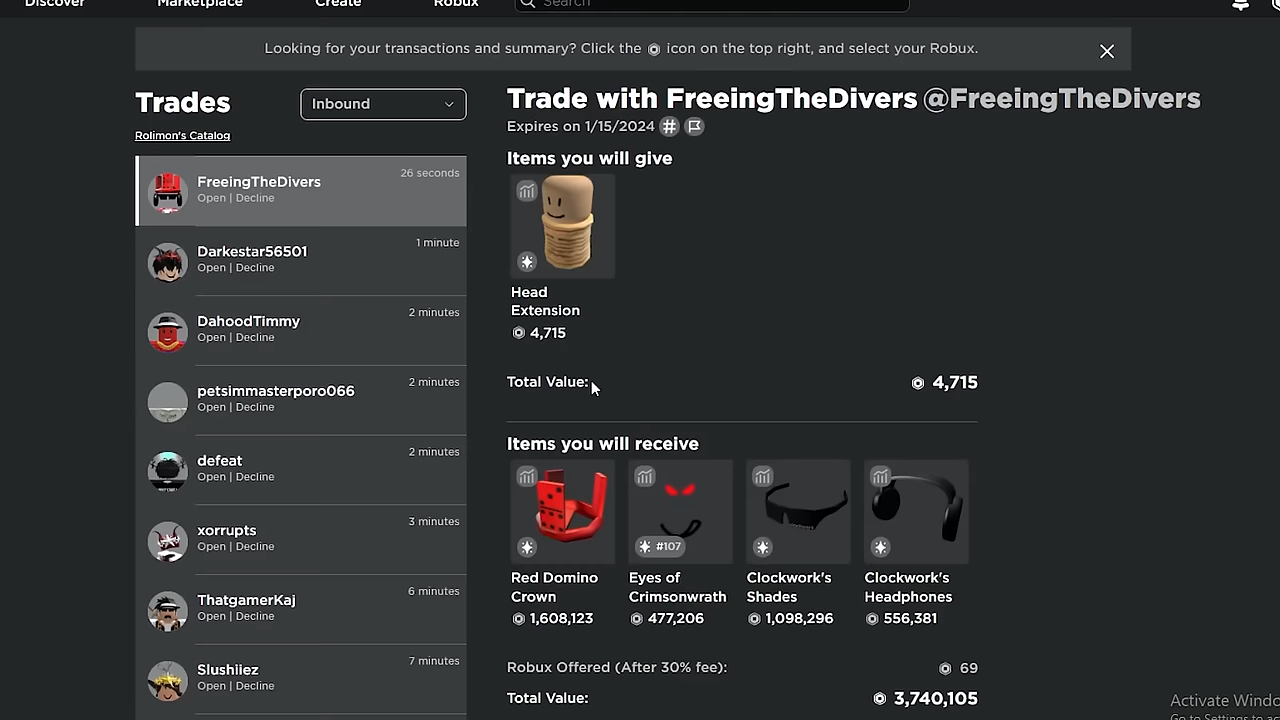 Discover Marketplace Create Robux Search
Looking for your transactions and summary? Click the icon on the top right, and select your Robux.
Trades
Inbound
Rolimon's Catalog
FreeingTheDivers 26 seconds
Open | Decline
Darkestar56501 1 minute
Open | Decline
DahoodTimmy 2 minutes
Open | Decline
petsimmasterporo066 2 minutes
Open | Decline
defeat 2 minutes
Open | Decline
xorrupts 3 minutes
Open | Decline
ThatgamerKaj 6 minutes
Open | Decline
Slushiiez 7 minutes
Open | Decline
Trade with FreeingTheDivers @FreeingTheDivers
Expires on 1/15/2024 #
Items you will give
Head
Extension
4,715
Total Value: 4,715
Items you will receive
#107
Red Domino
Crown
1,608,123
Eyes of
Crimsonwrath
477,206
Clockwork's
Shades
1,098,296
Clockwork's
Headphones
556,381
Robux Offered (After 30% fee): 69
Total Value: 3,740,105
Activate Windo